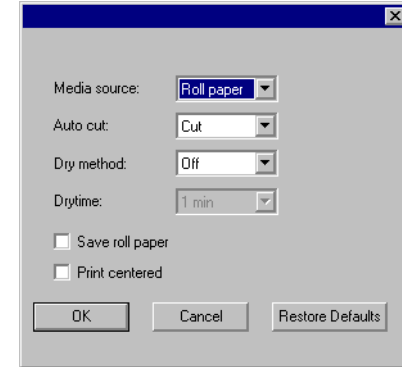 Media source: Roll paper
Auto cut: Cut
Dry method: Off
Drytime: 1 min
Save roll paper
Print centered
OK Cancel Restore Defaults